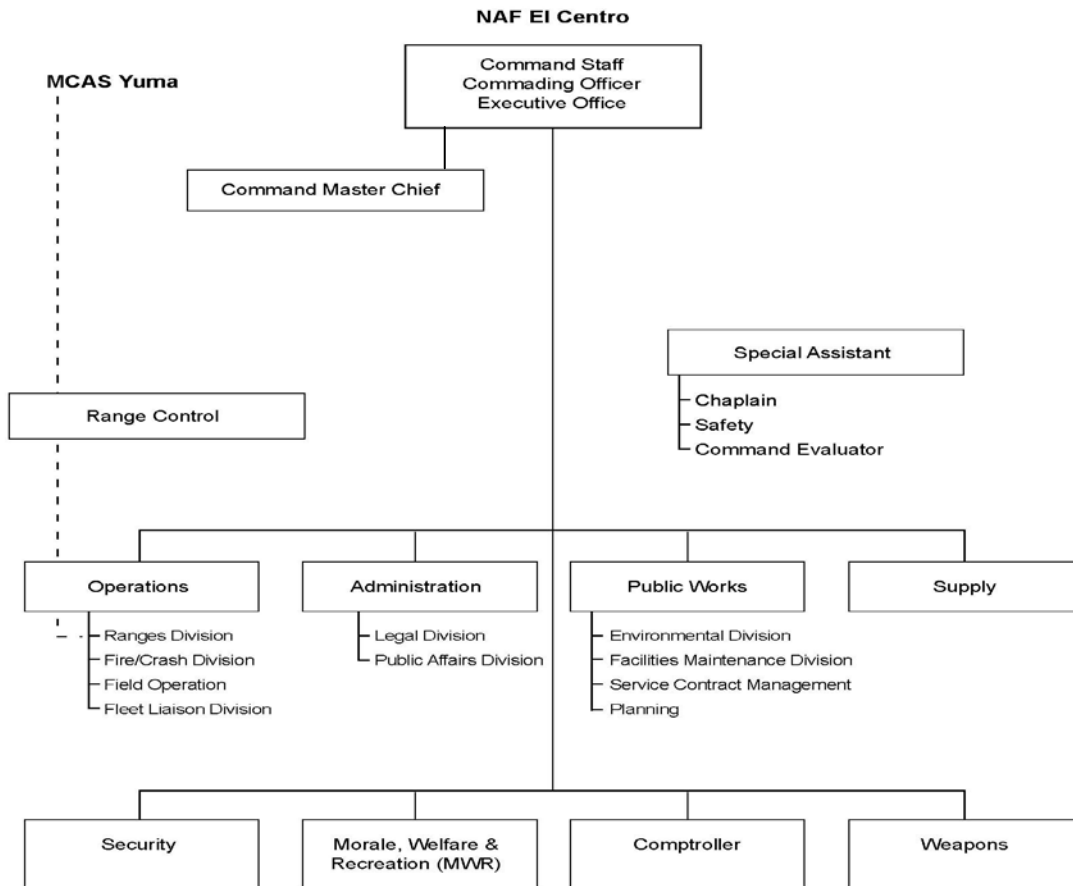 NAF El Centro
Command Staff
Commading Officer
Executive Office
MCAS Yuma
Command Master Chief
Special Assistant
Chaplain
Safety
Command Evaluator
Range Control
Operations
Ranges Division
Fire/Crash Division
Field Operation
Fleet Liaison Division
Administration
Legal Division
Public Affairs Division
Public Works
Environmental Division
Facilities Maintenance Division
Service Contract Management
Planning
Supply
Security
Morale, Welfare &
Recreation (MWR)
Comptroller
Weapons